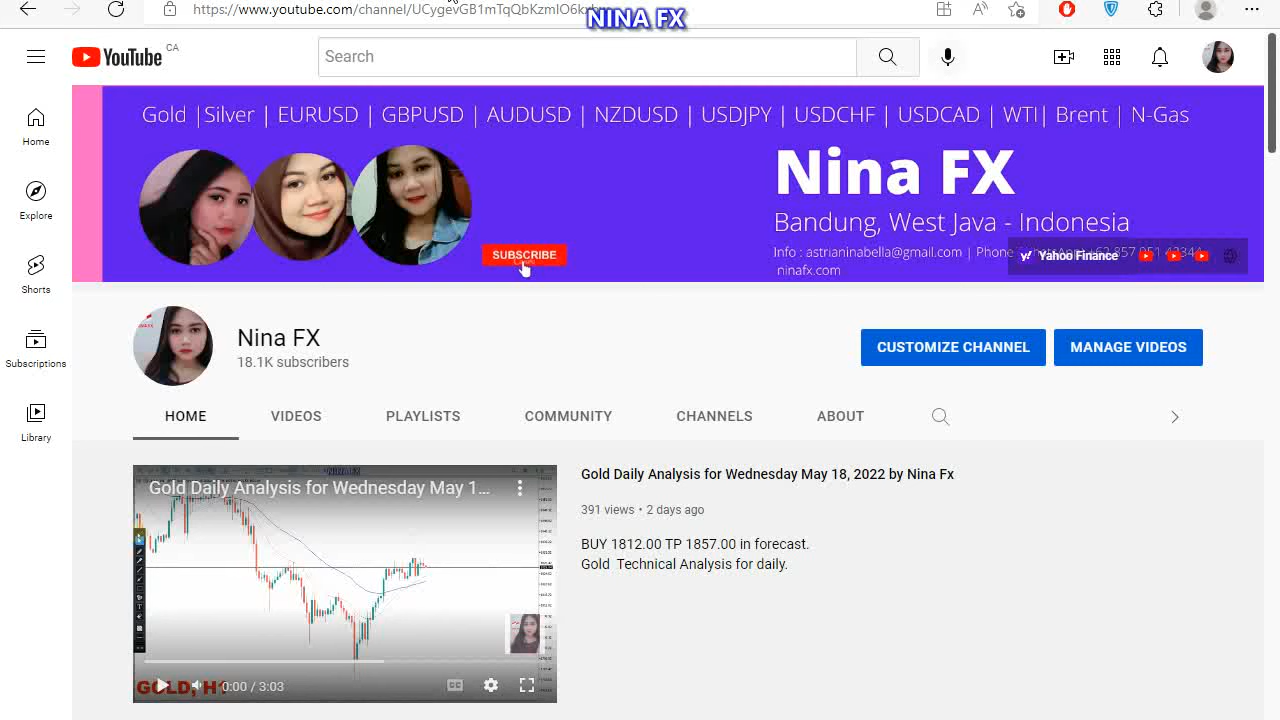 https://www.youtube.com/channel/UCygevGB1mTqQbKzmIO6k
NINA FX
YouTube CA
Search
Home
Explore
Shorts
Subscriptions
Library
Gold |Silver | EURUSD | GBPUSD | AUDUSD | NZDUSD | USDJPY | USDCHF | USDCAD | WTI| Brent | N-Gas
Nina FX
Bandung, West Java - Indonesia
Info : astrianinabella@gmail.com | Phone
ninafx.com
Yahoo Finance
SUBSCRIBE
Nina FX
18.1K subscribers
CUSTOMIZE CHANNEL
MANAGE VIDEOS
HOME
VIDEOS
PLAYLISTS
COMMUNITY
CHANNELS
ABOUT
Gold Daily Analysis for Wednesday May 1...
GOLD, H1
0:00 / 3:03
Gold Daily Analysis for Wednesday May 18, 2022 by Nina Fx
391 views • 2 days ago
BUY 1812.00 TP 1857.00 in forecast.
Gold Technical Analysis for daily.